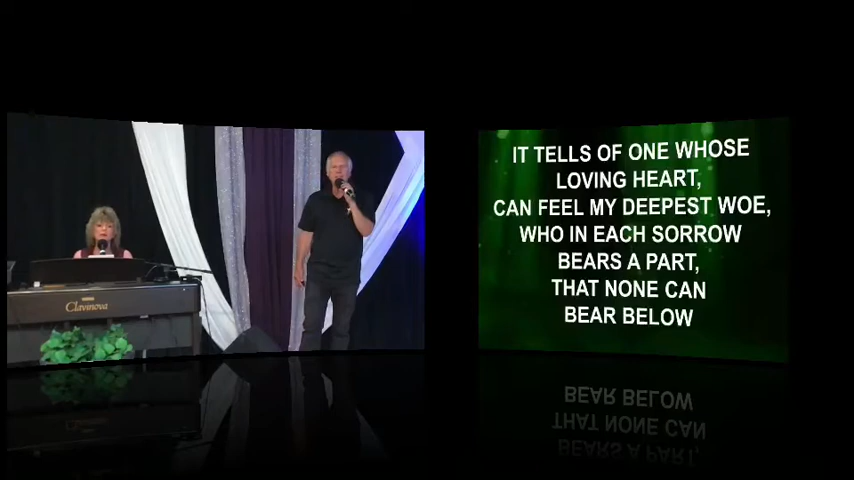 Clavinova
IT TELLS OF ONE WHOSE
LOVING HEART,
CAN FEEL MY DEEPEST WOE,
WHO IN EACH SORROW
BEARS A PART,
THAT NONE CAN
BEAR BELOW